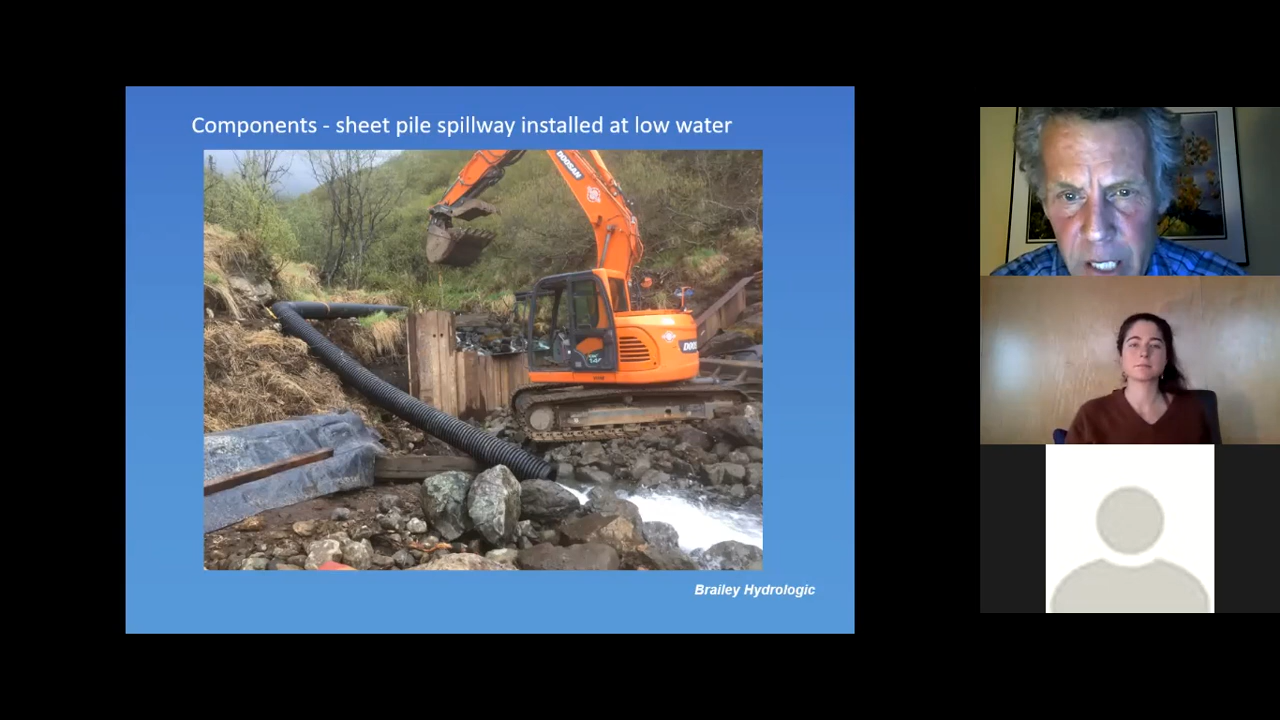 Components - sheet pile spillway installed at low water
DOOSAN
Brailey Hydrologic